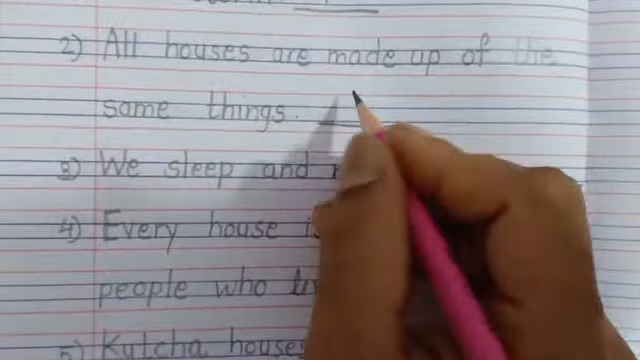 2) All houses are made up of the
same things.
3) We sleep and
4) Every house
people who
5) Kutcha houses